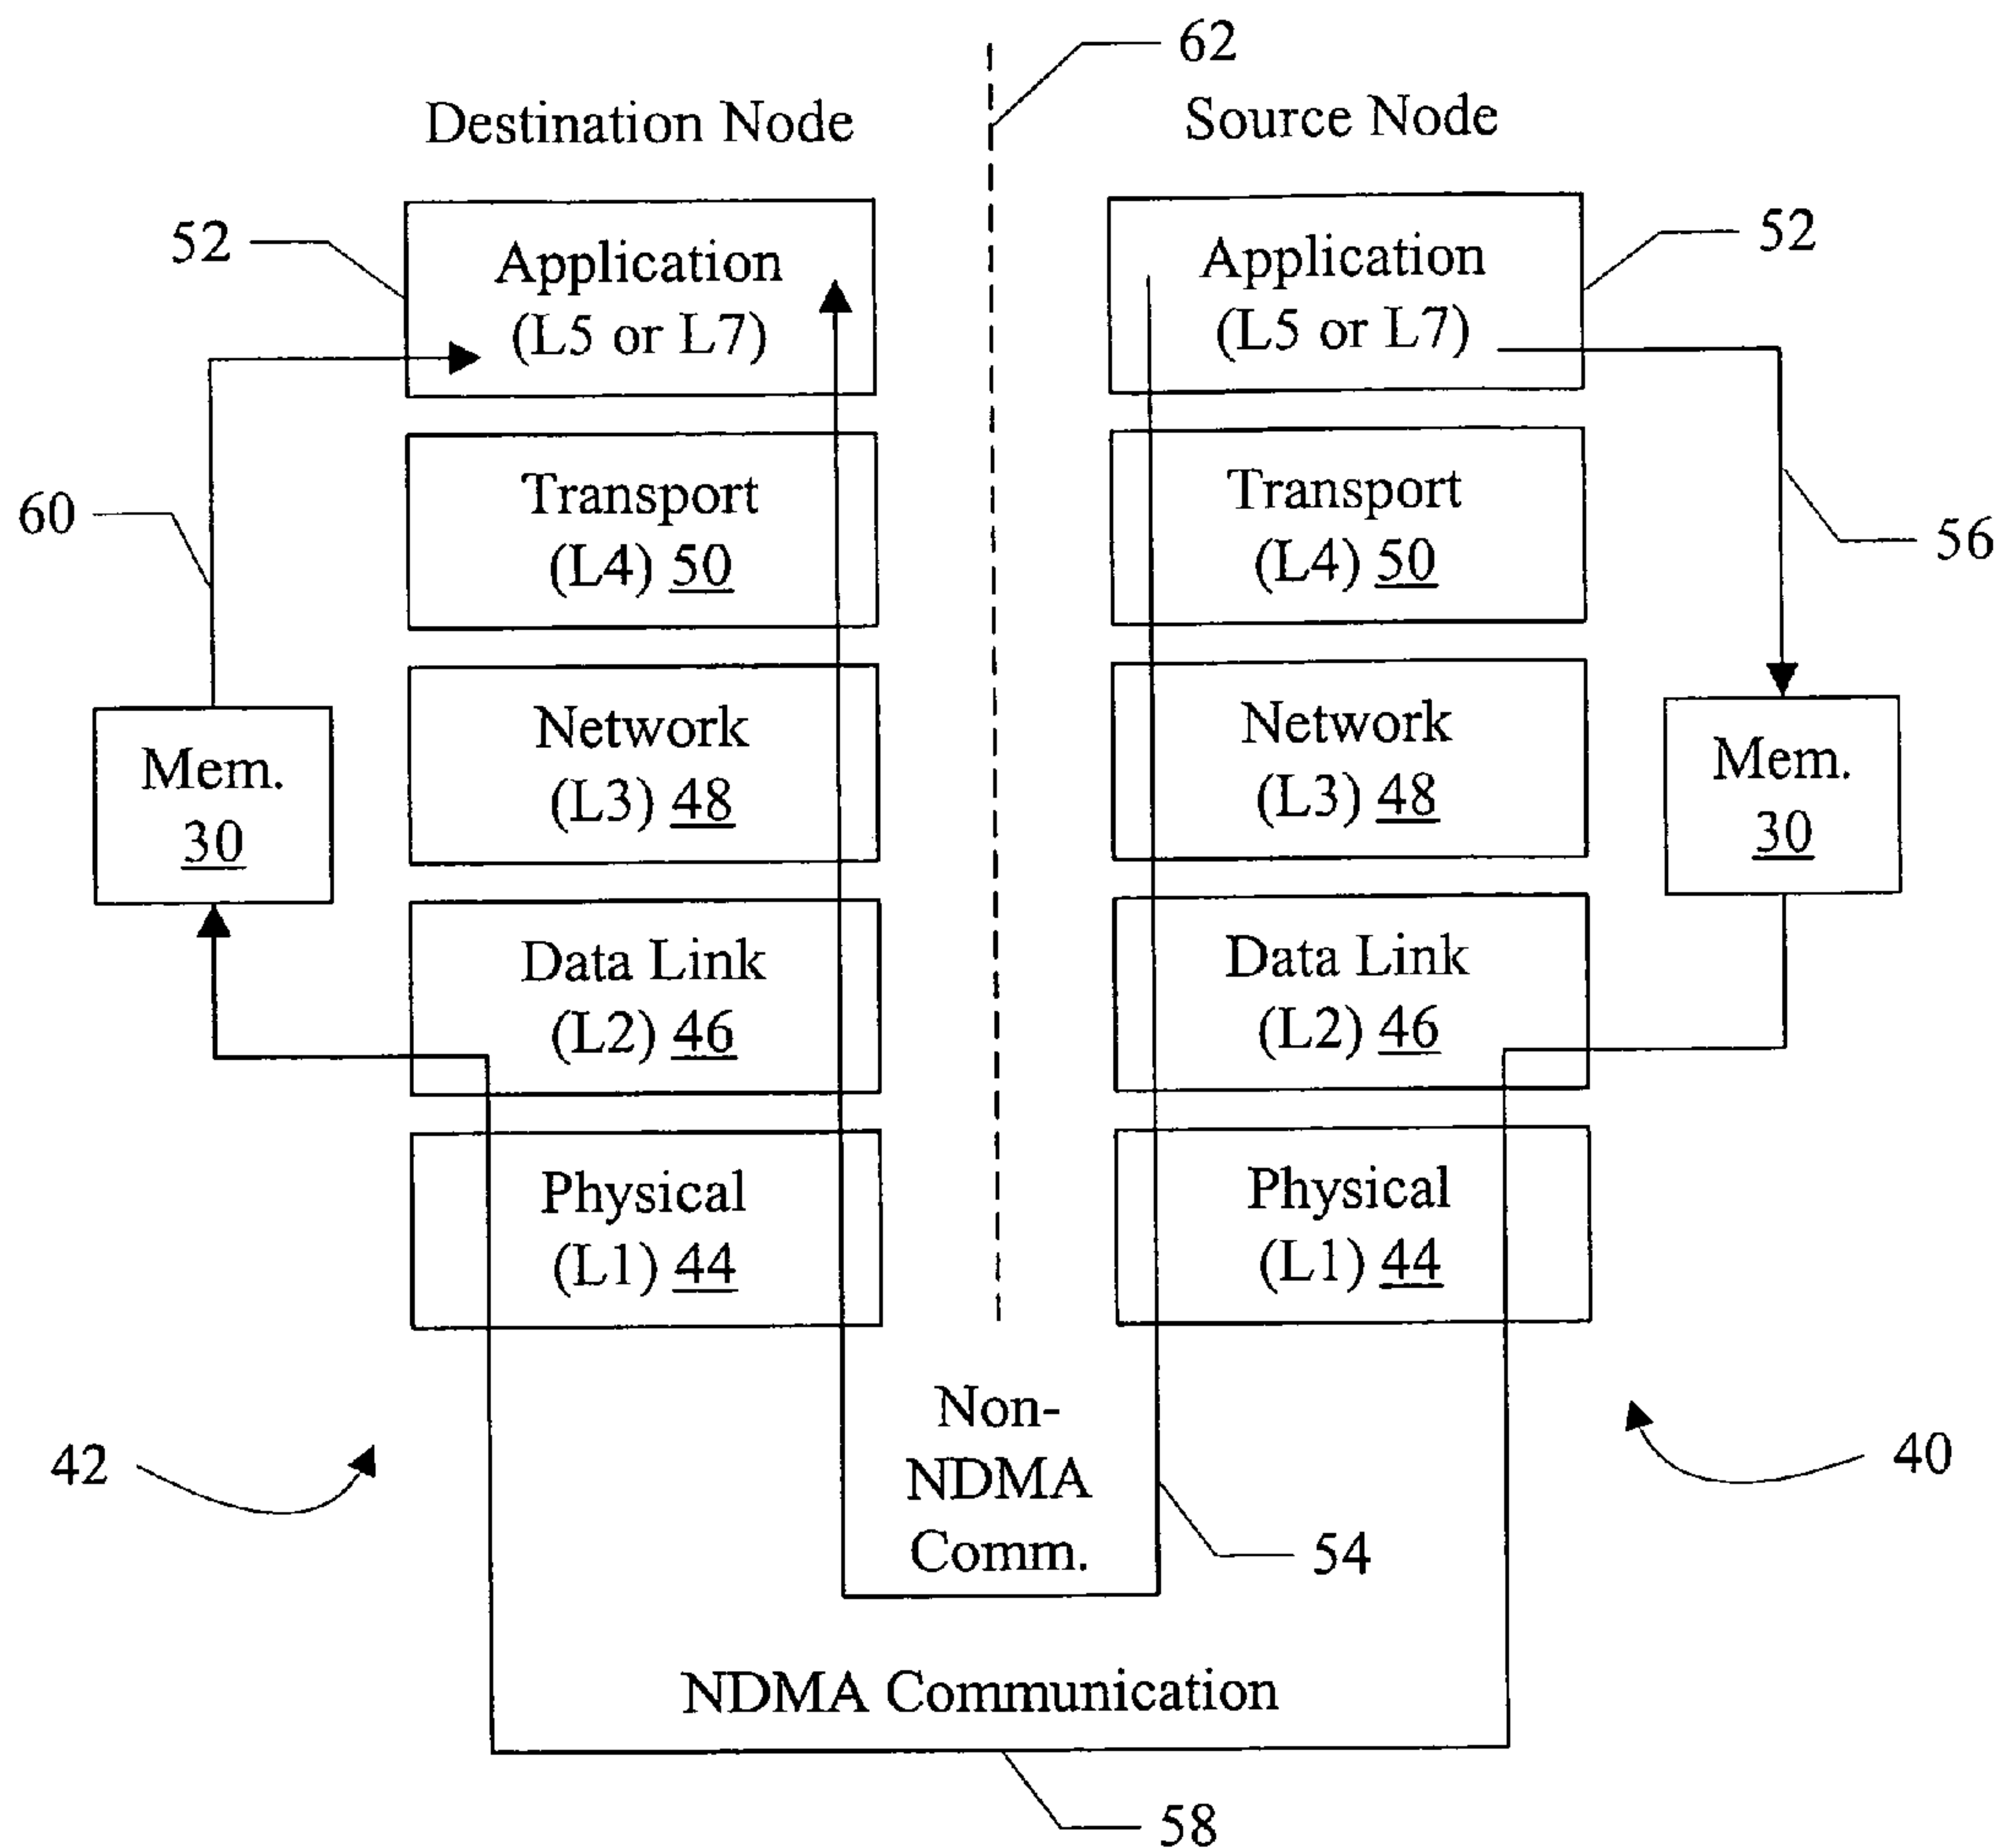 62
Destination Node
Source Node
52
Application
(L5 or L7)
Application
(L5 or L7)
52
60
Transport
(L4) 50
Transport
(L4) 50
56
Mem.
30
Network
(L3) 48
Network
(L3) 48
Mem.
30
Data Link
(L2) 46
Data Link
(L2) 46
Physical
(L1) 44
Physical
(L1) 44
42
Non-
NDMA
Comm.
40
54
NDMA Communication
58